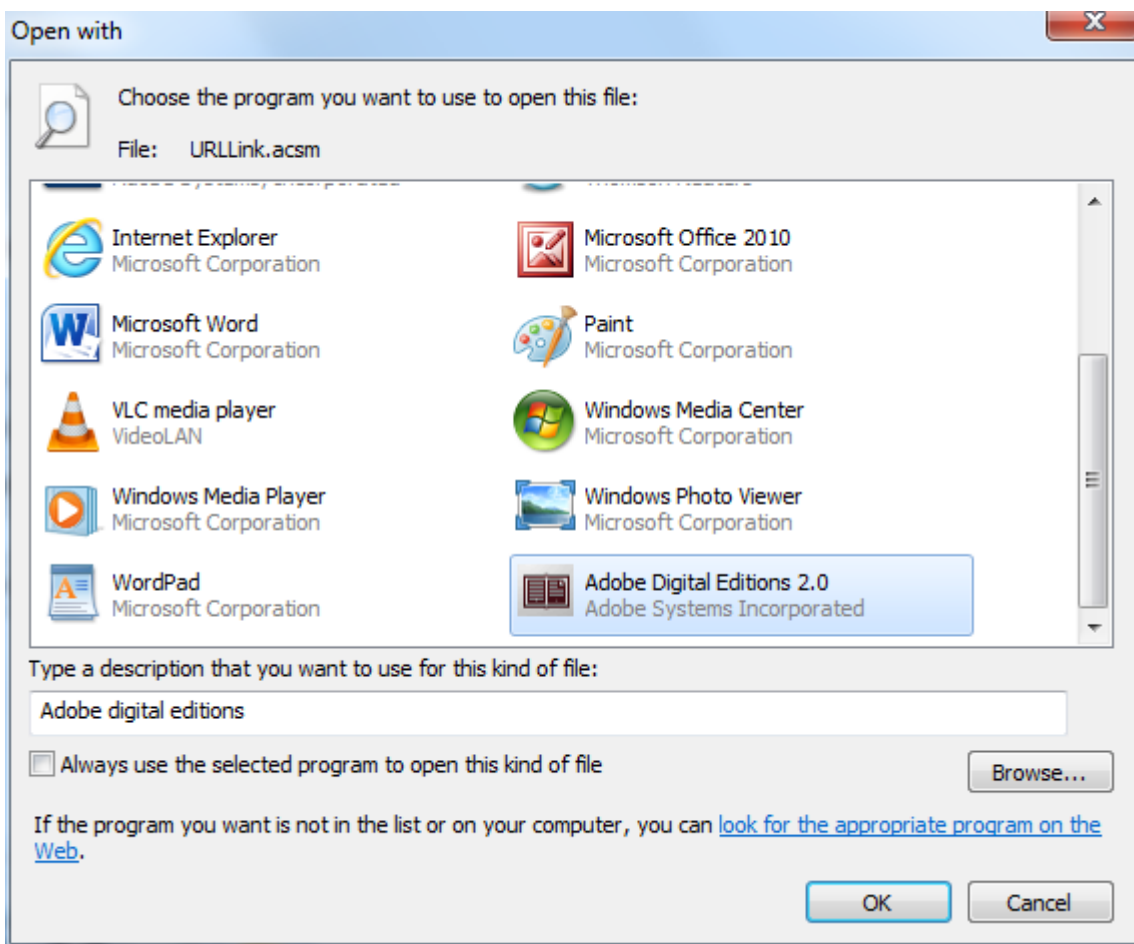 Open with
Choose the program you want to use to open this file:
File: URLLink.acsm
Internet Explorer
Microsoft Corporation
Microsoft Office 2010
Microsoft Corporation
Microsoft Word
Microsoft Corporation
Paint
Microsoft Corporation
VLC media player
VideoLAN
Windows Media Center
Microsoft Corporation
Windows Media Player
Microsoft Corporation
Windows Photo Viewer
Microsoft Corporation
WordPad
Microsoft Corporation
Adobe Digital Editions 2.0
Adobe Systems Incorporated
Type a description that you want to use for this kind of file:
Adobe digital editions
Always use the selected program to open this kind of file
Browse...
If the program you want is not in the list or on your computer, you can look for the appropriate program on the
Web.
OK
Cancel